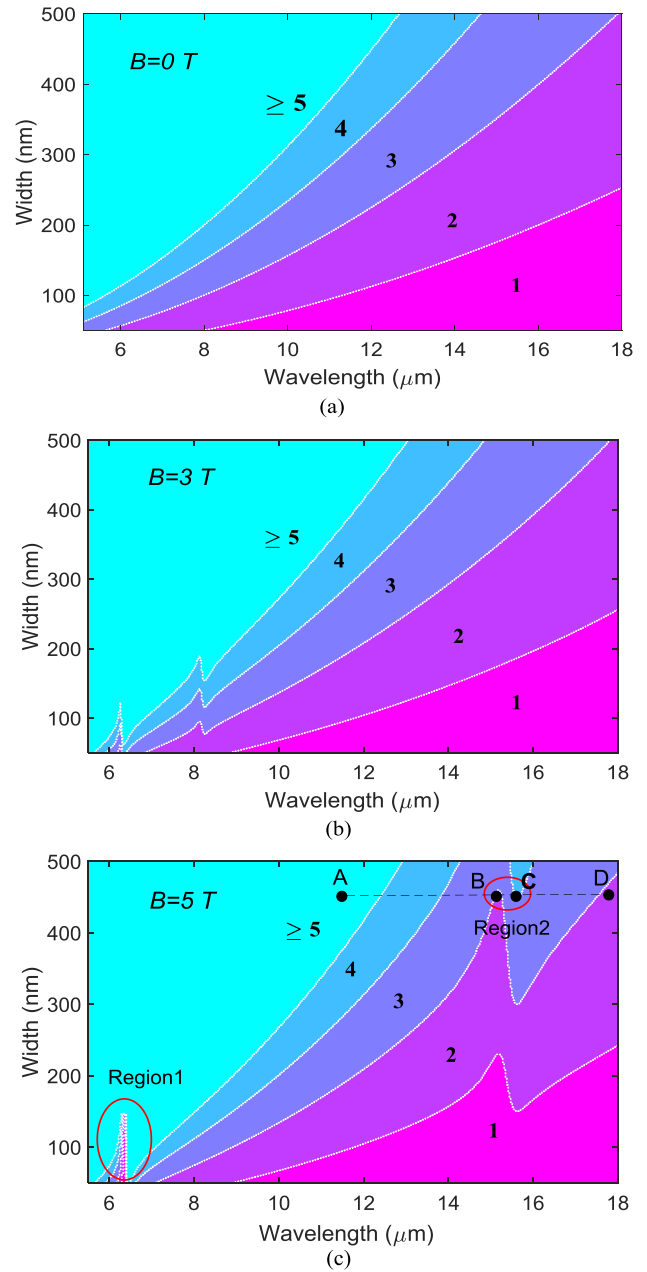 B=0 T
500
400
300
200
100
≥ 5
4
3
2
1
6
8
10
12
14
16
18
Width (nm)
Wavelength (μm)
(a)
B=3 T
500
400
300
200
100
≥ 5
4
3
2
1
6
8
10
12
14
16
18
Width (nm)
Wavelength (μm)
(b)
B=5 T
500
400
300
200
100
A
B
C
D
Region2
≥ 5
4
3
2
1
Region1
6
8
10
12
14
16
18
Width (nm)
Wavelength (μm)
(c)